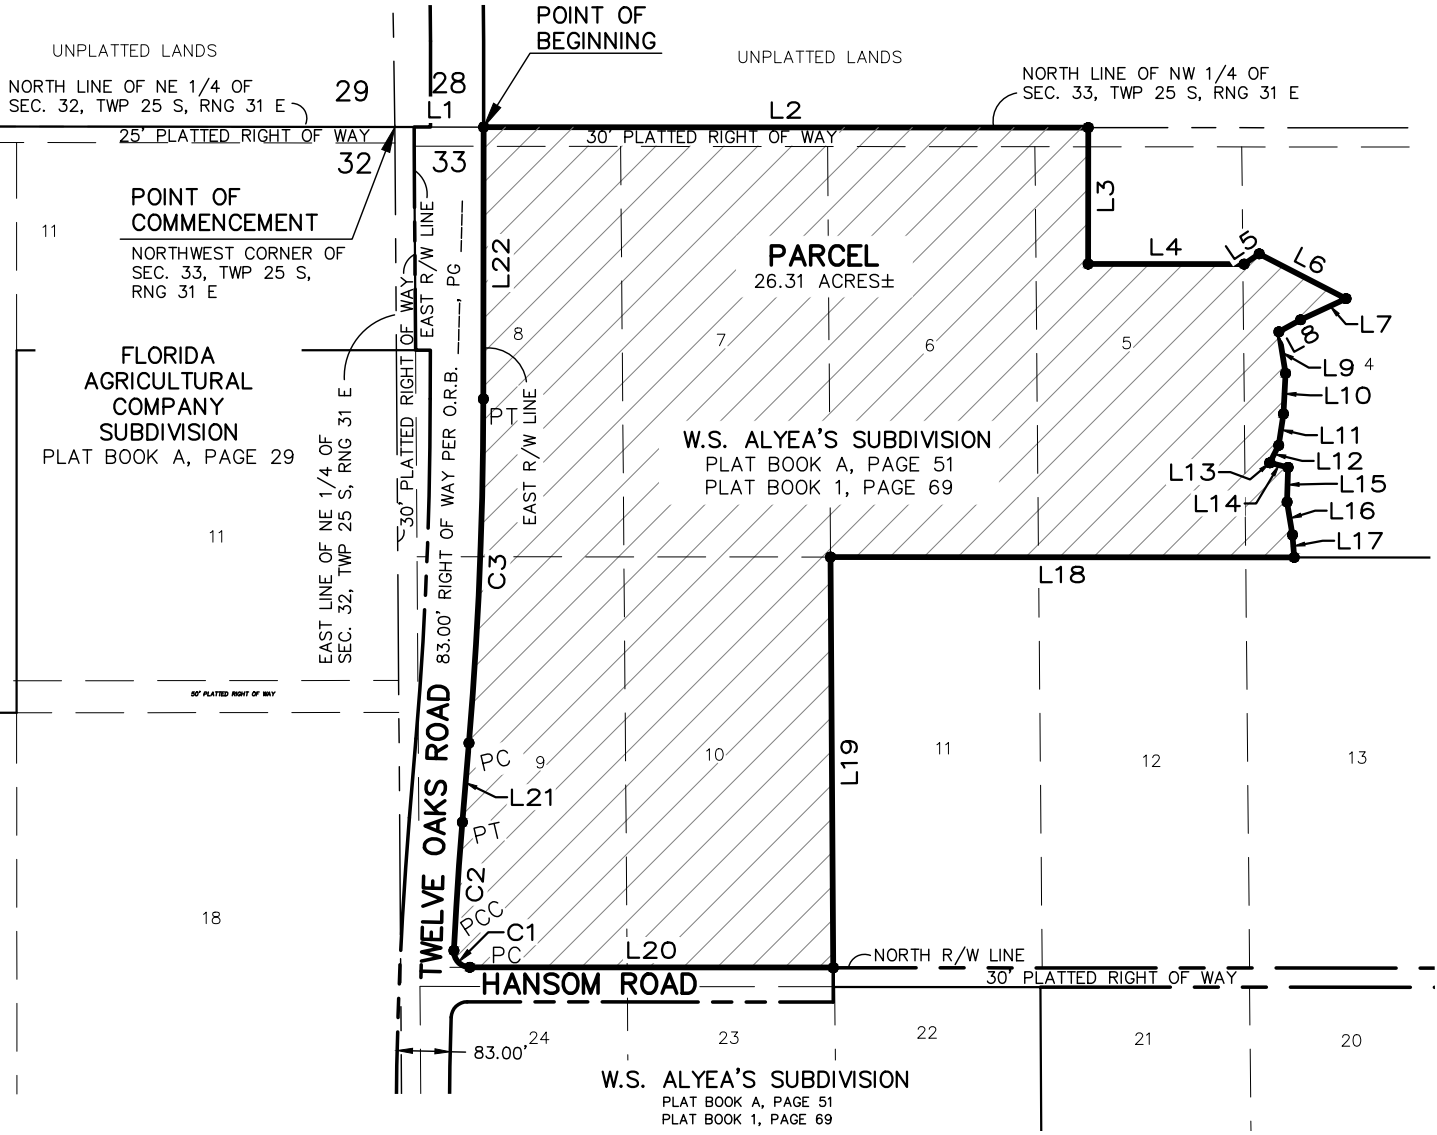 POINT OF
BEGINNING
UNPLATTED LANDS
UNPLATTED LANDS
NORTH LINE OF NE 1/4 OF
SEC. 32, TWP 25 S, RNG 31 E
29
28
NORTH LINE OF NW 1/4 OF
SEC. 33, TWP 25 S, RNG 31 E
L1
L2
25' PLATTED RIGHT OF WAY
30' PLATTED RIGHT OF WAY
32
33
POINT OF
COMMENCEMENT
NORTHWEST CORNER OF
SEC. 33, TWP 25 S,
RNG 31 E
11
L3
L22
PARCEL
26.31 ACRES±
L4
L5
L6
L7
L8
L9
4
L10
L11
L12
L13
L14
L15
L16
L17
8
7
6
5
EAST R/W LINE
30' PLATTED RIGHT OF WAY
83.00' RIGHT OF WAY PER O.R.B. _____, PG _____
EAST LINE OF NE 1/4 OF
SEC. 32, TWP 25 S, RNG 31 E
FLORIDA
AGRICULTURAL
COMPANY
SUBDIVISION
PLAT BOOK A, PAGE 29
PT
EAST R/W LINE
W.S. ALYEA'S SUBDIVISION
PLAT BOOK A, PAGE 51
PLAT BOOK 1, PAGE 69
11
C3
L18
50' PLATTED RIGHT OF WAY
TWELVE OAKS ROAD
PC
9
10
L19
11
12
13
L21
PT
C2
PCC
C1
PC
18
L20
NORTH R/W LINE
HANSOM ROAD
30' PLATTED RIGHT OF WAY
83.00'
24
23
22
21
20
W.S. ALYEA'S SUBDIVISION
PLAT BOOK A, PAGE 51
PLAT BOOK 1, PAGE 69